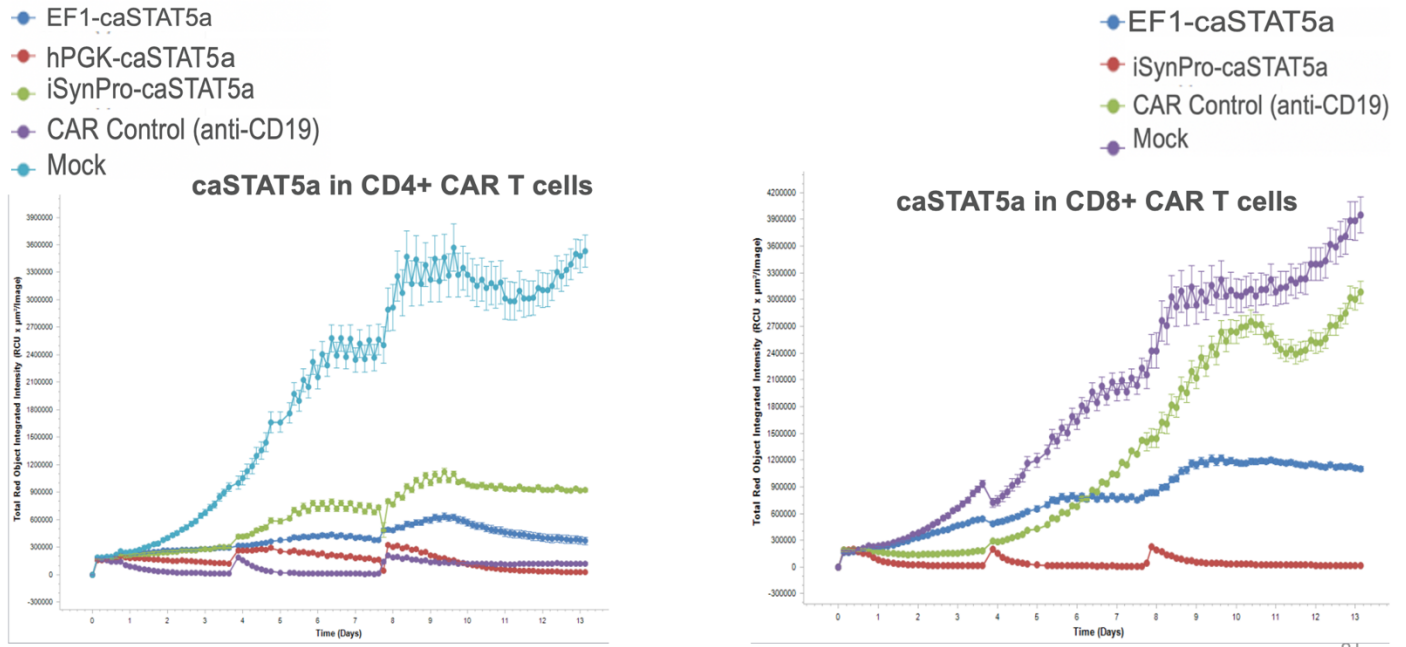 EF1-caSTAT5a
hPGK-caSTAT5a
iSynPro-caSTAT5a
CAR Control (anti-CD19)
Mock
caSTAT5a in CD4+ CAR T cells
Total Red Object Integrated Intensity (RCU x µm²/Image)
3900000
3600000
3300000
3000000
2700000
2400000
2100000
1800000
1500000
1200000
900000
600000
300000
0
-300000
0 1 2 3 4 5 6 7 8 9 10 11 12 13
Time (Days)
EF1-caSTAT5a
iSynPro-caSTAT5a
CAR Control (anti-CD19)
Mock
caSTAT5a in CD8+ CAR T cells
Total Red Object Integrated Intensity (RCU x µm²/Image)
4200000
3900000
3600000
3300000
3000000
2700000
2400000
2100000
1800000
1500000
1200000
900000
600000
300000
0
-300000
0 1 2 3 4 5 6 7 8 9 10 11 12 13
Time (Days)